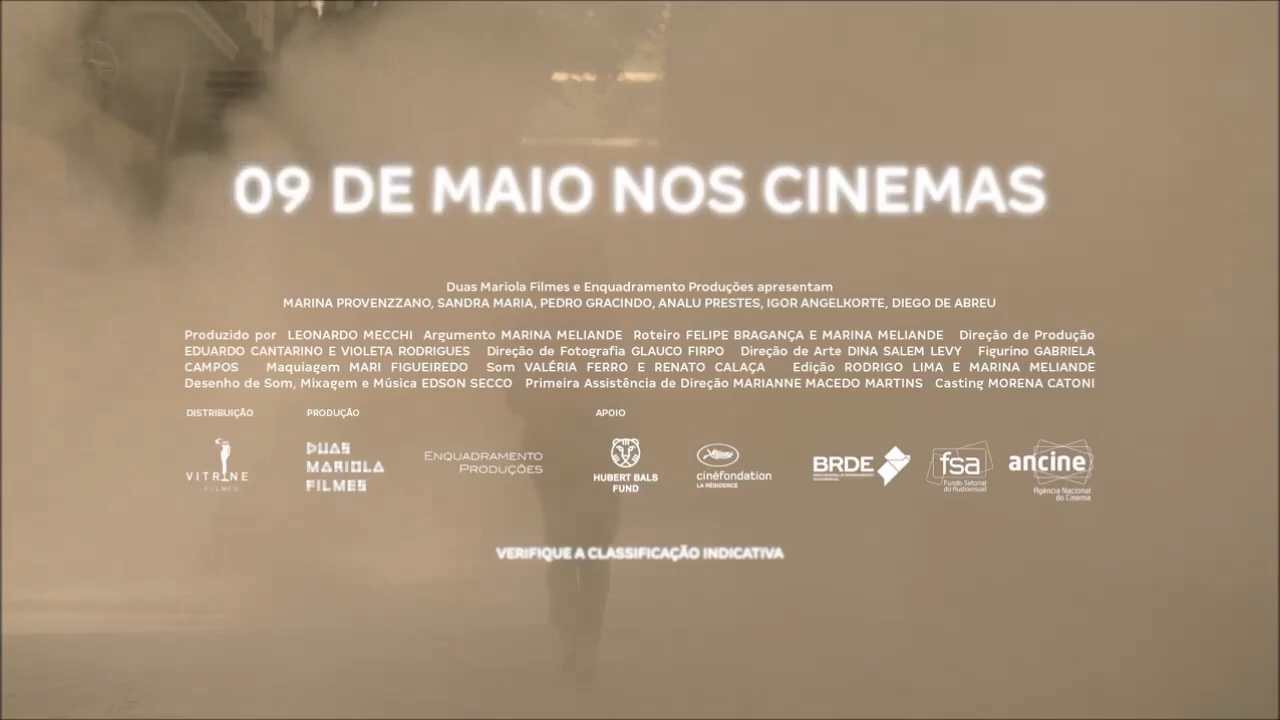 09 DE MAIO NOS CINEMAS
Duas Mariola Filmes e Enquadramento Produções apresentam
MARINA PROVENZZANO, SANDRA MARIA, PEDRO GRACINDO, ANALU PRESTES, IGOR ANGELKORTE, DIEGO DE ABREU
Produzido por LEONARDO MECCHI Argumento MARINA MELIANDE Roteiro FELIPE BRAGANÇA E MARINA MELIANDE Direção de Produção
EDUARDO CANTARINO E VIOLETA RODRIGUES Direção de Fotografia GLAUCO FIRPO Direção de Arte DINA SALEM LEVY Figurino GABRIELA
CAMPOS Maquiagem MARI FIGUEIREDO Som VALÉRIA FERRO E RENATO CALAÇA Edição RODRIGO LIMA E MARINA MELIANDE
Desenho de Som, Mixagem e Música EDSON SECCO Primeira Assistência de Direção MARIANNE MACEDO MARTINS Casting MORENA CATONI
DISTRIBUIÇÃO
PRODUÇÃO
APOIO
VITRINE
FILMES
DUAS
MARIOLA
FILMES
ENQUADRAMENTO
PRODUÇÕES
HUBERT BALS
FUND
cinéfondation
LA RÉSIDENCE
BRDE
fsa
Fundo Setorial
do Audiovisual
ancine
Agência Nacional
do Cinema
VERIFIQUE A CLASSIFICAÇÃO INDICATIVA